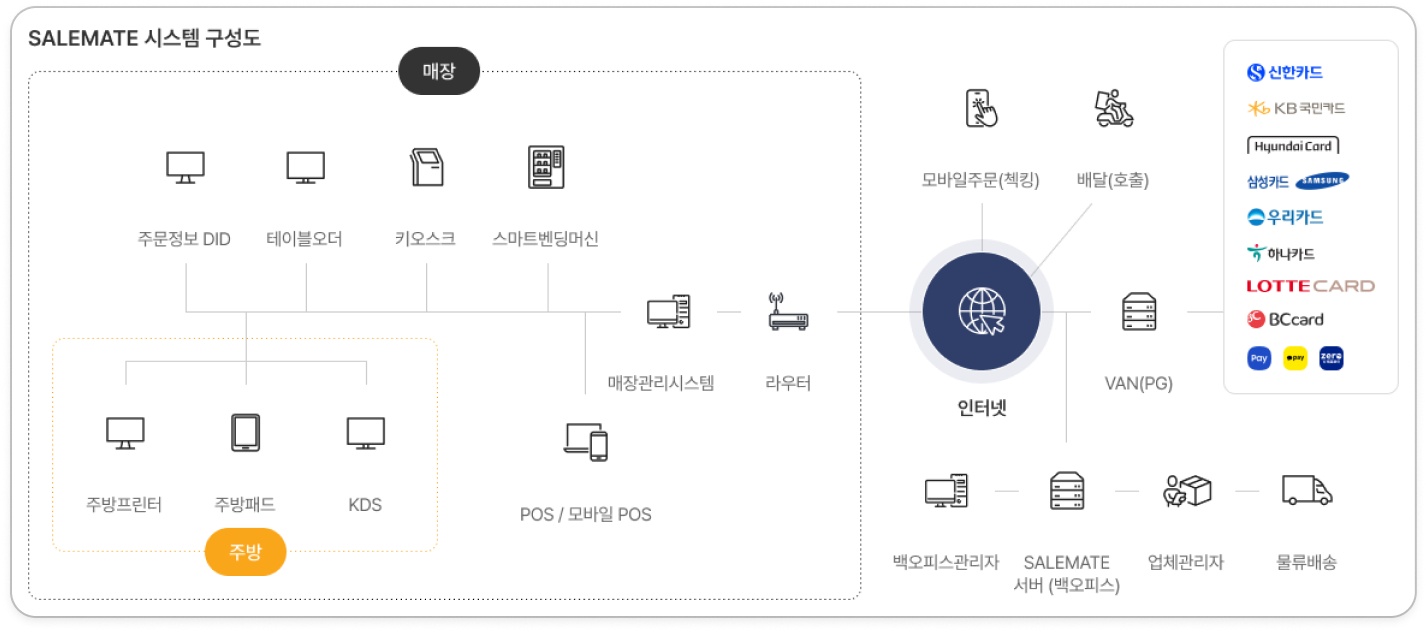 SALEMATE 시스템 구성도
매장
주문정보 DID
테이블오더
키오스크
스마트벤딩머신
매장관리시스템
라우터
주방프린터
주방패드
KDS
주방
POS / 모바일 POS
모바일주문(첵킹)
배달(호출)
인터넷
VAN(PG)
백오피스관리자
SALEMATE
서버 (백오피스)
업체관리자
물류배송
신한카드
KB국민카드
Hyundai Card
삼성카드 SAMSUNG
우리카드
하나카드
LOTTE CARD
BCcard
Pay
pay
zero